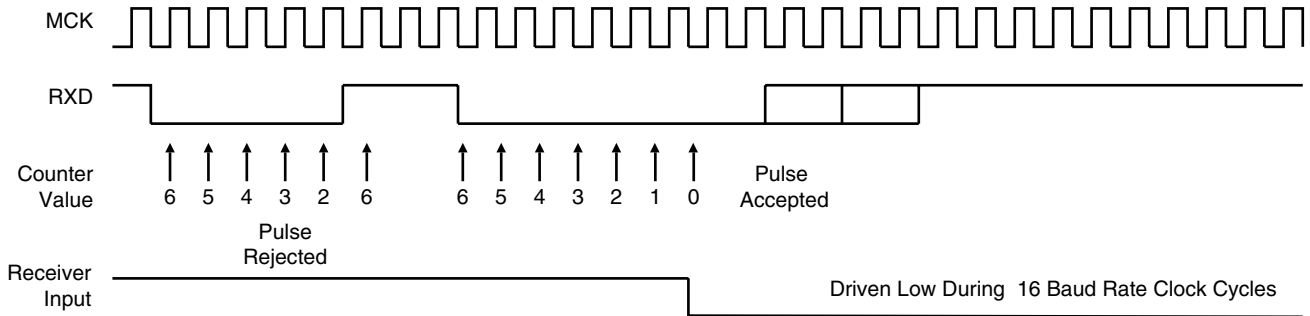 MCK
RXD
Counter
Value
6 5 4 3 2 6 6 5 4 3 2 1 0
Pulse
Accepted
Pulse
Rejected
Receiver
Input
Driven Low During 16 Baud Rate Clock Cycles